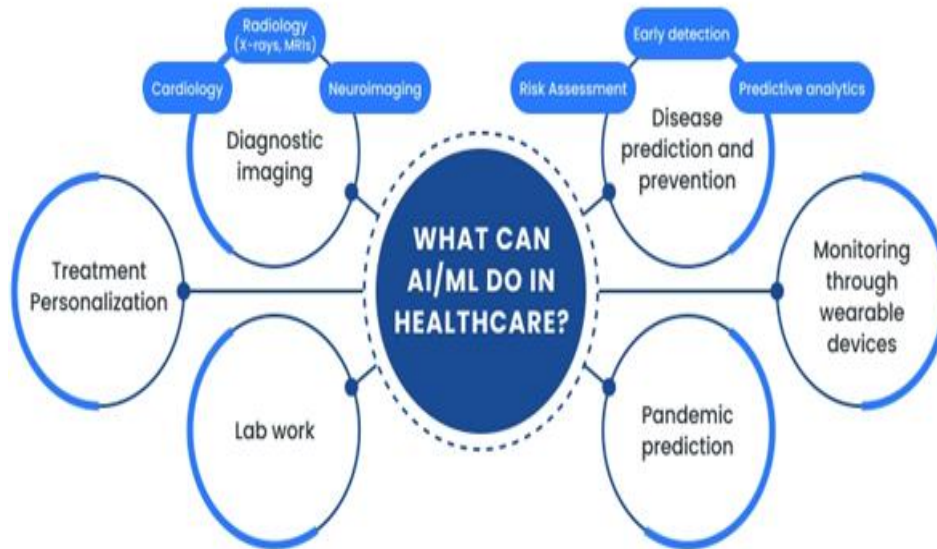 Radiology
(X-rays, MRIs)
Cardiology
Neuroimaging
Diagnostic
imaging
Early detection
Risk Assessment
Predictive analytics
Disease
prediction and
prevention
WHAT CAN
AI/ML DO IN
HEALTHCARE?
Treatment
Personalization
Monitoring
through
wearable
devices
Lab work
Pandemic
prediction